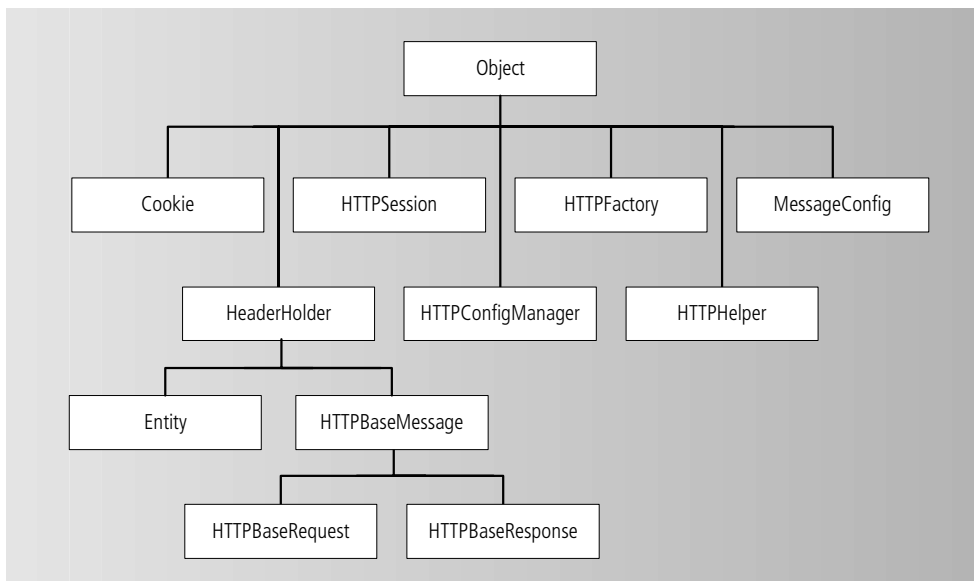 Object
Cookie
HTTPSession
HTTPFactory
MessageConfig
HeaderHolder
HTTPConfigManager
HTTPHelper
Entity
HTTPBaseMessage
HTTPBaseRequest
HTTPBaseResponse